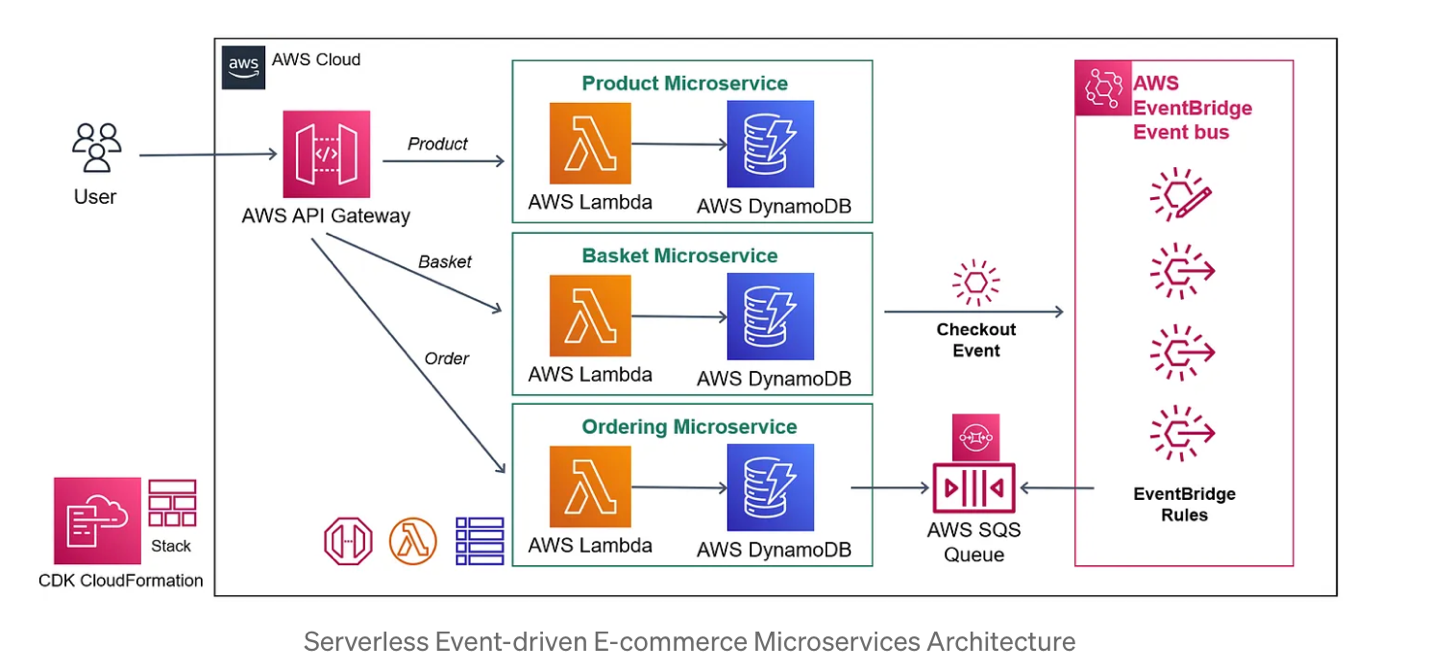 aws
AWS Cloud
User
AWS API Gateway
Product
Basket
Order
Product Microservice
AWS Lambda
AWS DynamoDB
Basket Microservice
AWS Lambda
AWS DynamoDB
Ordering Microservice
AWS Lambda
AWS DynamoDB
Checkout
Event
AWS SQS
Queue
AWS
EventBridge
Event bus
EventBridge
Rules
Stack
CDK CloudFormation
Serverless Event-driven E-commerce Microservices Architecture